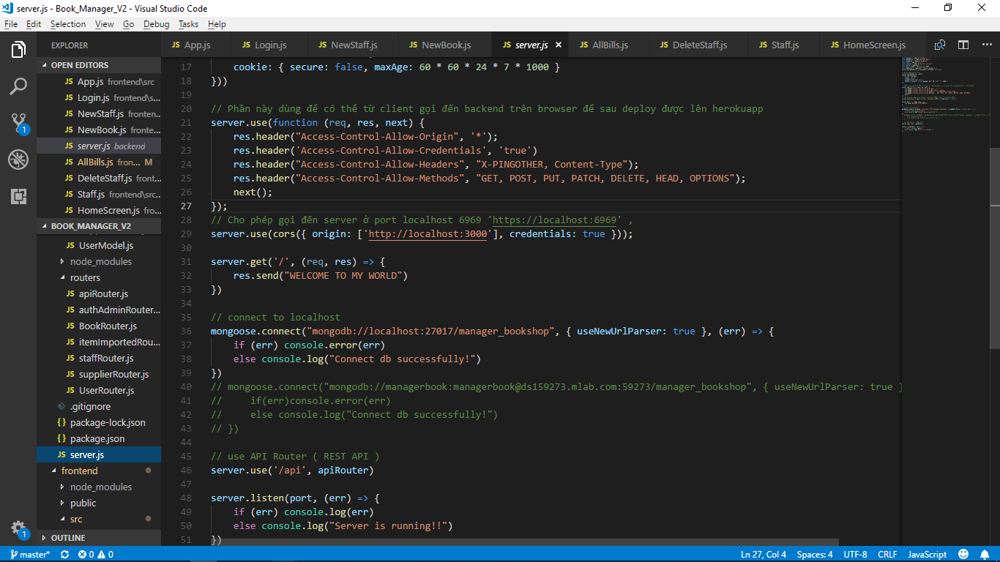 server.js - Book_Manager_V2 - Visual Studio Code
File Edit Selection View Go Debug Tasks Help
EXPLORER
OPEN EDITORS
JS App.js frontend\src
JS Login.js frontend\s...
JS NewStaff.js fronten...
JS NewBook.js fronte...
JS server.js backend
JS AllBills.js fron... M
JS DeleteStaff.js front...
JS Staff.js frontend\src...
JS HomeScreen.js fro...
BOOK_MANAGER_V2
JS UserModel.js
node_modules
routers
JS apiRouter.js
JS authAdminRouter...
JS BookRouter.js
JS itemImportedRou...
JS staffRouter.js
JS supplierRouter.js
JS UserRouter.js
.gitignore
{} package-lock.json
{} package.json
JS server.js
frontend
node_modules
public
src
OUTLINE
1
1
JS App.js JS Login.js JS NewStaff.js JS NewBook.js JS server.js JS AllBills.js JS DeleteStaff.js JS Staff.js JS HomeScreen.js
17 cookie: { secure: false, maxAge: 60 * 60 * 24 * 7 * 1000 }
18 }))
19
20 // Phần này dùng để có thể từ client gọi đến backend trên browser để sau deploy được lên herokuapp
21 server.use(function (req, res, next) {
22 res.header("Access-Control-Allow-Origin", '*');
23 res.header('Access-Control-Allow-Credentials', 'true')
24 res.header("Access-Control-Allow-Headers", "X-PINGOTHER, Content-Type");
25 res.header("Access-Control-Allow-Methods", "GET, POST, PUT, PATCH, DELETE, HEAD, OPTIONS");
26 next();
27 });
28 // Cho phép gọi đến server ở port localhost 6969 'https://localhost:6969' ,
29 server.use(cors({ origin: ['http://localhost:3000'], credentials: true }));
30
31 server.get('/', (req, res) => {
32 res.send("WELCOME TO MY WORLD")
33 })
34
35 // connect to localhost
36 mongoose.connect("mongodb://localhost:27017/manager_bookshop", { useNewUrlParser: true }, (err) => {
37 if (err) console.error(err)
38 else console.log("Connect db successfully!")
39 })
40 // mongoose.connect("mongodb://managerbook:managerbook@ds159273.mlab.com:59273/manager_bookshop", { useNewUrlParser: true }
41 // if(err)console.error(err)
42 // else console.log("Connect db successfully!")
43 // })
44
45 // use API Router ( REST API )
46 server.use('/api', apiRouter)
47
48 server.listen(port, (err) => {
49 if (err) console.log(err)
50 else console.log("Server is running!!")
51 })
master* 0 0 Ln 27, Col 4 Spaces: 4 UTF-8 CRLF JavaScript